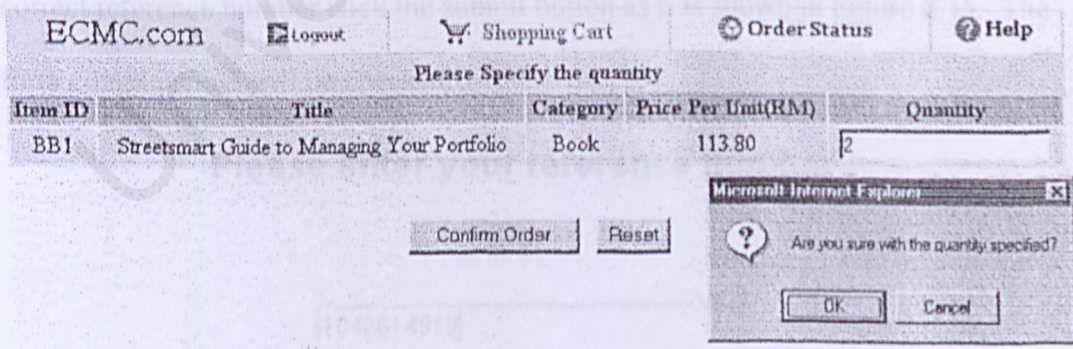 ECMC.com Logout Shopping Cart Order Status Help
Please Specify the quantity
Item ID Title Category Price Per Unit(RM) Quantity
BB1 Streetsmart Guide to Managing Your Portfolio Book 113.80 2
Microsoft Internet Explorer
Are you sure with the quantity specified?
Confirm Order Reset
OK Cancel